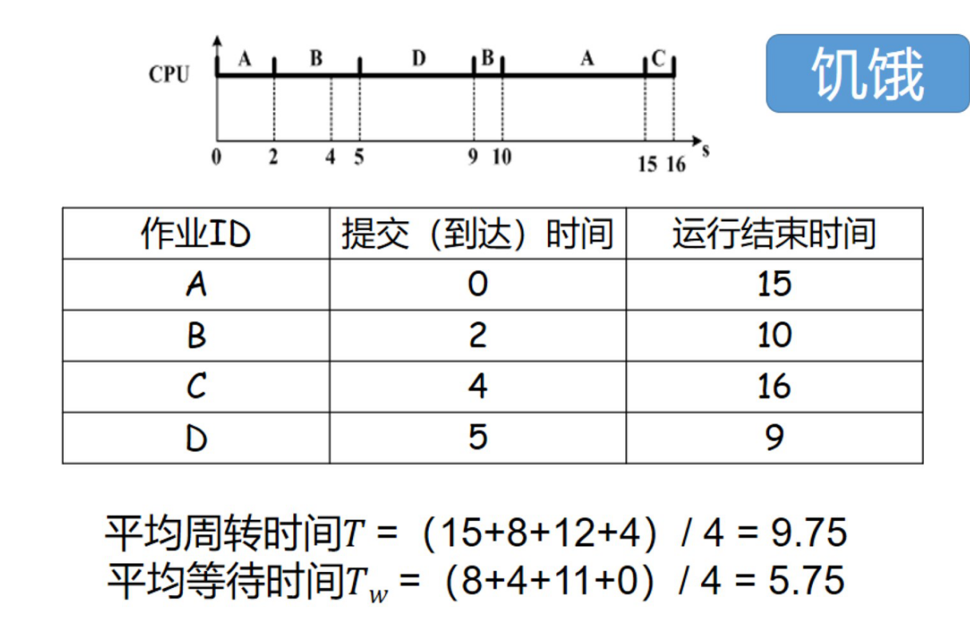 A B D B A C
CPU
饥饿
0 2 4 5 9 10 15 16 s
作业ID 提交（到达）时间 运行结束时间
A 0 15
B 2 10
C 4 16
D 5 9
平均周转时间T =（15+8+12+4）/ 4 = 9.75
平均等待时间Tw =（8+4+11+0）/ 4 = 5.75